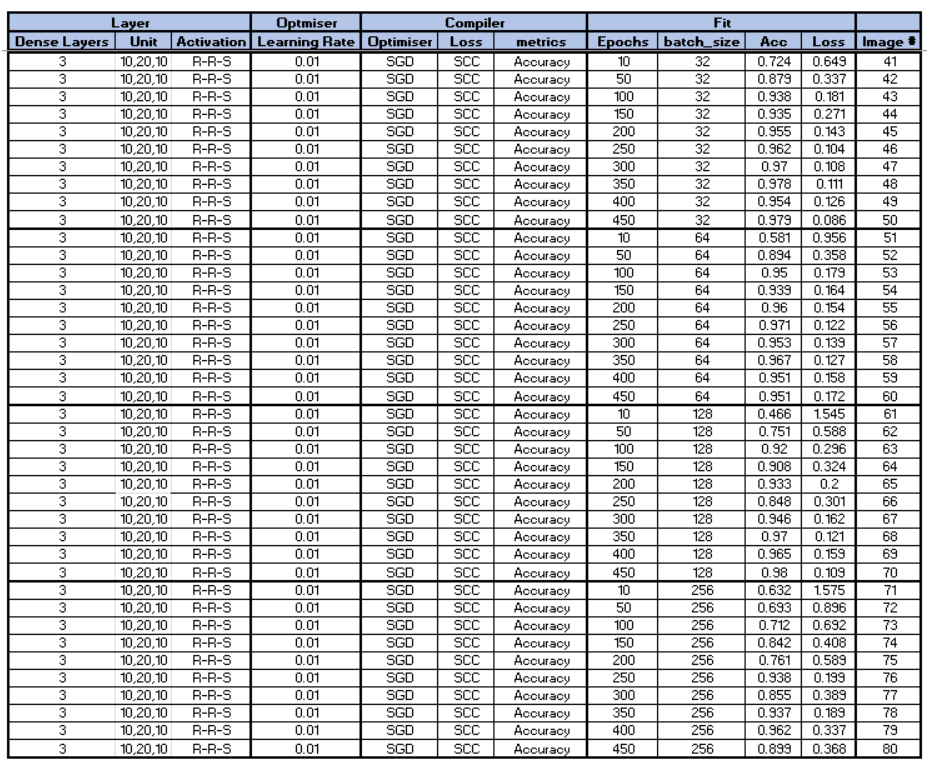 Layer Optmiser Compiler Fit
Dense Layers Unit Activation Learning Rate Optimiser Loss metrics Epochs batch_size Acc Loss Image #
3 10,20,10 R-R-S 0.01 SGD SCC Accuracy 10 32 0.724 0.649 41
3 10,20,10 R-R-S 0.01 SGD SCC Accuracy 50 32 0.879 0.337 42
3 10,20,10 R-R-S 0.01 SGD SCC Accuracy 100 32 0.938 0.181 43
3 10,20,10 R-R-S 0.01 SGD SCC Accuracy 150 32 0.935 0.271 44
3 10,20,10 R-R-S 0.01 SGD SCC Accuracy 200 32 0.955 0.143 45
3 10,20,10 R-R-S 0.01 SGD SCC Accuracy 250 32 0.962 0.104 46
3 10,20,10 R-R-S 0.01 SGD SCC Accuracy 300 32 0.97 0.108 47
3 10,20,10 R-R-S 0.01 SGD SCC Accuracy 350 32 0.978 0.111 48
3 10,20,10 R-R-S 0.01 SGD SCC Accuracy 400 32 0.954 0.126 49
3 10,20,10 R-R-S 0.01 SGD SCC Accuracy 450 32 0.979 0.086 50
3 10,20,10 R-R-S 0.01 SGD SCC Accuracy 10 64 0.581 0.956 51
3 10,20,10 R-R-S 0.01 SGD SCC Accuracy 50 64 0.894 0.358 52
3 10,20,10 R-R-S 0.01 SGD SCC Accuracy 100 64 0.95 0.179 53
3 10,20,10 R-R-S 0.01 SGD SCC Accuracy 150 64 0.939 0.164 54
3 10,20,10 R-R-S 0.01 SGD SCC Accuracy 200 64 0.96 0.154 55
3 10,20,10 R-R-S 0.01 SGD SCC Accuracy 250 64 0.971 0.122 56
3 10,20,10 R-R-S 0.01 SGD SCC Accuracy 300 64 0.953 0.139 57
3 10,20,10 R-R-S 0.01 SGD SCC Accuracy 350 64 0.967 0.127 58
3 10,20,10 R-R-S 0.01 SGD SCC Accuracy 400 64 0.951 0.158 59
3 10,20,10 R-R-S 0.01 SGD SCC Accuracy 450 64 0.951 0.172 60
3 10,20,10 R-R-S 0.01 SGD SCC Accuracy 10 128 0.466 1.545 61
3 10,20,10 R-R-S 0.01 SGD SCC Accuracy 50 128 0.751 0.588 62
3 10,20,10 R-R-S 0.01 SGD SCC Accuracy 100 128 0.92 0.296 63
3 10,20,10 R-R-S 0.01 SGD SCC Accuracy 150 128 0.908 0.324 64
3 10,20,10 R-R-S 0.01 SGD SCC Accuracy 200 128 0.933 0.2 65
3 10,20,10 R-R-S 0.01 SGD SCC Accuracy 250 128 0.848 0.301 66
3 10,20,10 R-R-S 0.01 SGD SCC Accuracy 300 128 0.946 0.162 67
3 10,20,10 R-R-S 0.01 SGD SCC Accuracy 350 128 0.97 0.121 68
3 10,20,10 R-R-S 0.01 SGD SCC Accuracy 400 128 0.965 0.159 69
3 10,20,10 R-R-S 0.01 SGD SCC Accuracy 450 128 0.98 0.109 70
3 10,20,10 R-R-S 0.01 SGD SCC Accuracy 10 256 0.632 1.575 71
3 10,20,10 R-R-S 0.01 SGD SCC Accuracy 50 256 0.693 0.896 72
3 10,20,10 R-R-S 0.01 SGD SCC Accuracy 100 256 0.712 0.692 73
3 10,20,10 R-R-S 0.01 SGD SCC Accuracy 150 256 0.842 0.408 74
3 10,20,10 R-R-S 0.01 SGD SCC Accuracy 200 256 0.761 0.589 75
3 10,20,10 R-R-S 0.01 SGD SCC Accuracy 250 256 0.938 0.199 76
3 10,20,10 R-R-S 0.01 SGD SCC Accuracy 300 256 0.855 0.389 77
3 10,20,10 R-R-S 0.01 SGD SCC Accuracy 350 256 0.937 0.189 78
3 10,20,10 R-R-S 0.01 SGD SCC Accuracy 400 256 0.962 0.337 79
3 10,20,10 R-R-S 0.01 SGD SCC Accuracy 450 256 0.899 0.368 80